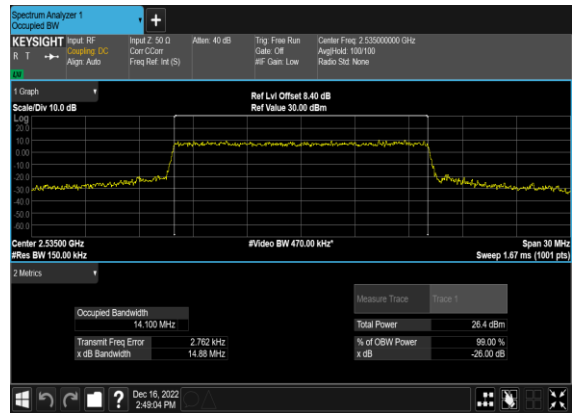 Spectrum Analyzer 1
Occupied BW
KEYSIGHT
R T
Input: RF
Coupling: DC
Align: Auto
Input Z: 50 Ω
Corr CCorr
Freq Ref: Int (S)
Atten: 40 dB
Trig: Free Run
Gate: Off
#IF Gain: Low
Center Freq: 2.535000000 GHz
Avg|Hold: 100/100
Radio Std: None
1 Graph
Scale/Div 10.0 dB
Ref Lvl Offset 8.40 dB
Ref Value 30.00 dBm
Log
20.0
10.0
0.00
-10.0
-20.0
-30.0
-40.0
-50.0
-60.0
Center 2.53500 GHz
#Res BW 150.00 kHz
#Video BW 470.00 kHz*
Span 30 MHz
Sweep 1.67 ms (1001 pts)
2 Metrics
Measure Trace
Trace 1
Occupied Bandwidth
14.100 MHz
Total Power
26.4 dBm
Transmit Freq Error
2.762 kHz
% of OBW Power
99.00 %
x dB Bandwidth
14.88 MHz
x dB
-26.00 dB
?
Dec 16, 2022
2:49:04 PM